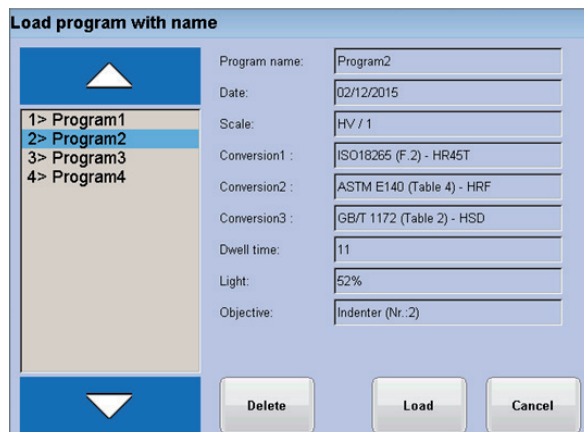 Load program with name
1> Program1
2> Program2
3> Program3
4> Program4
Program name: Program2
Date: 02/12/2015
Scale: HV / 1
Conversion1 : ISO18265 (F.2) - HR45T
Conversion2 : ASTM E140 (Table 4) - HRF
Conversion3 : GB/T 1172 (Table 2) - HSD
Dwell time: 11
Light: 52%
Objective: Indenter (Nr.:2)
Delete Load Cancel